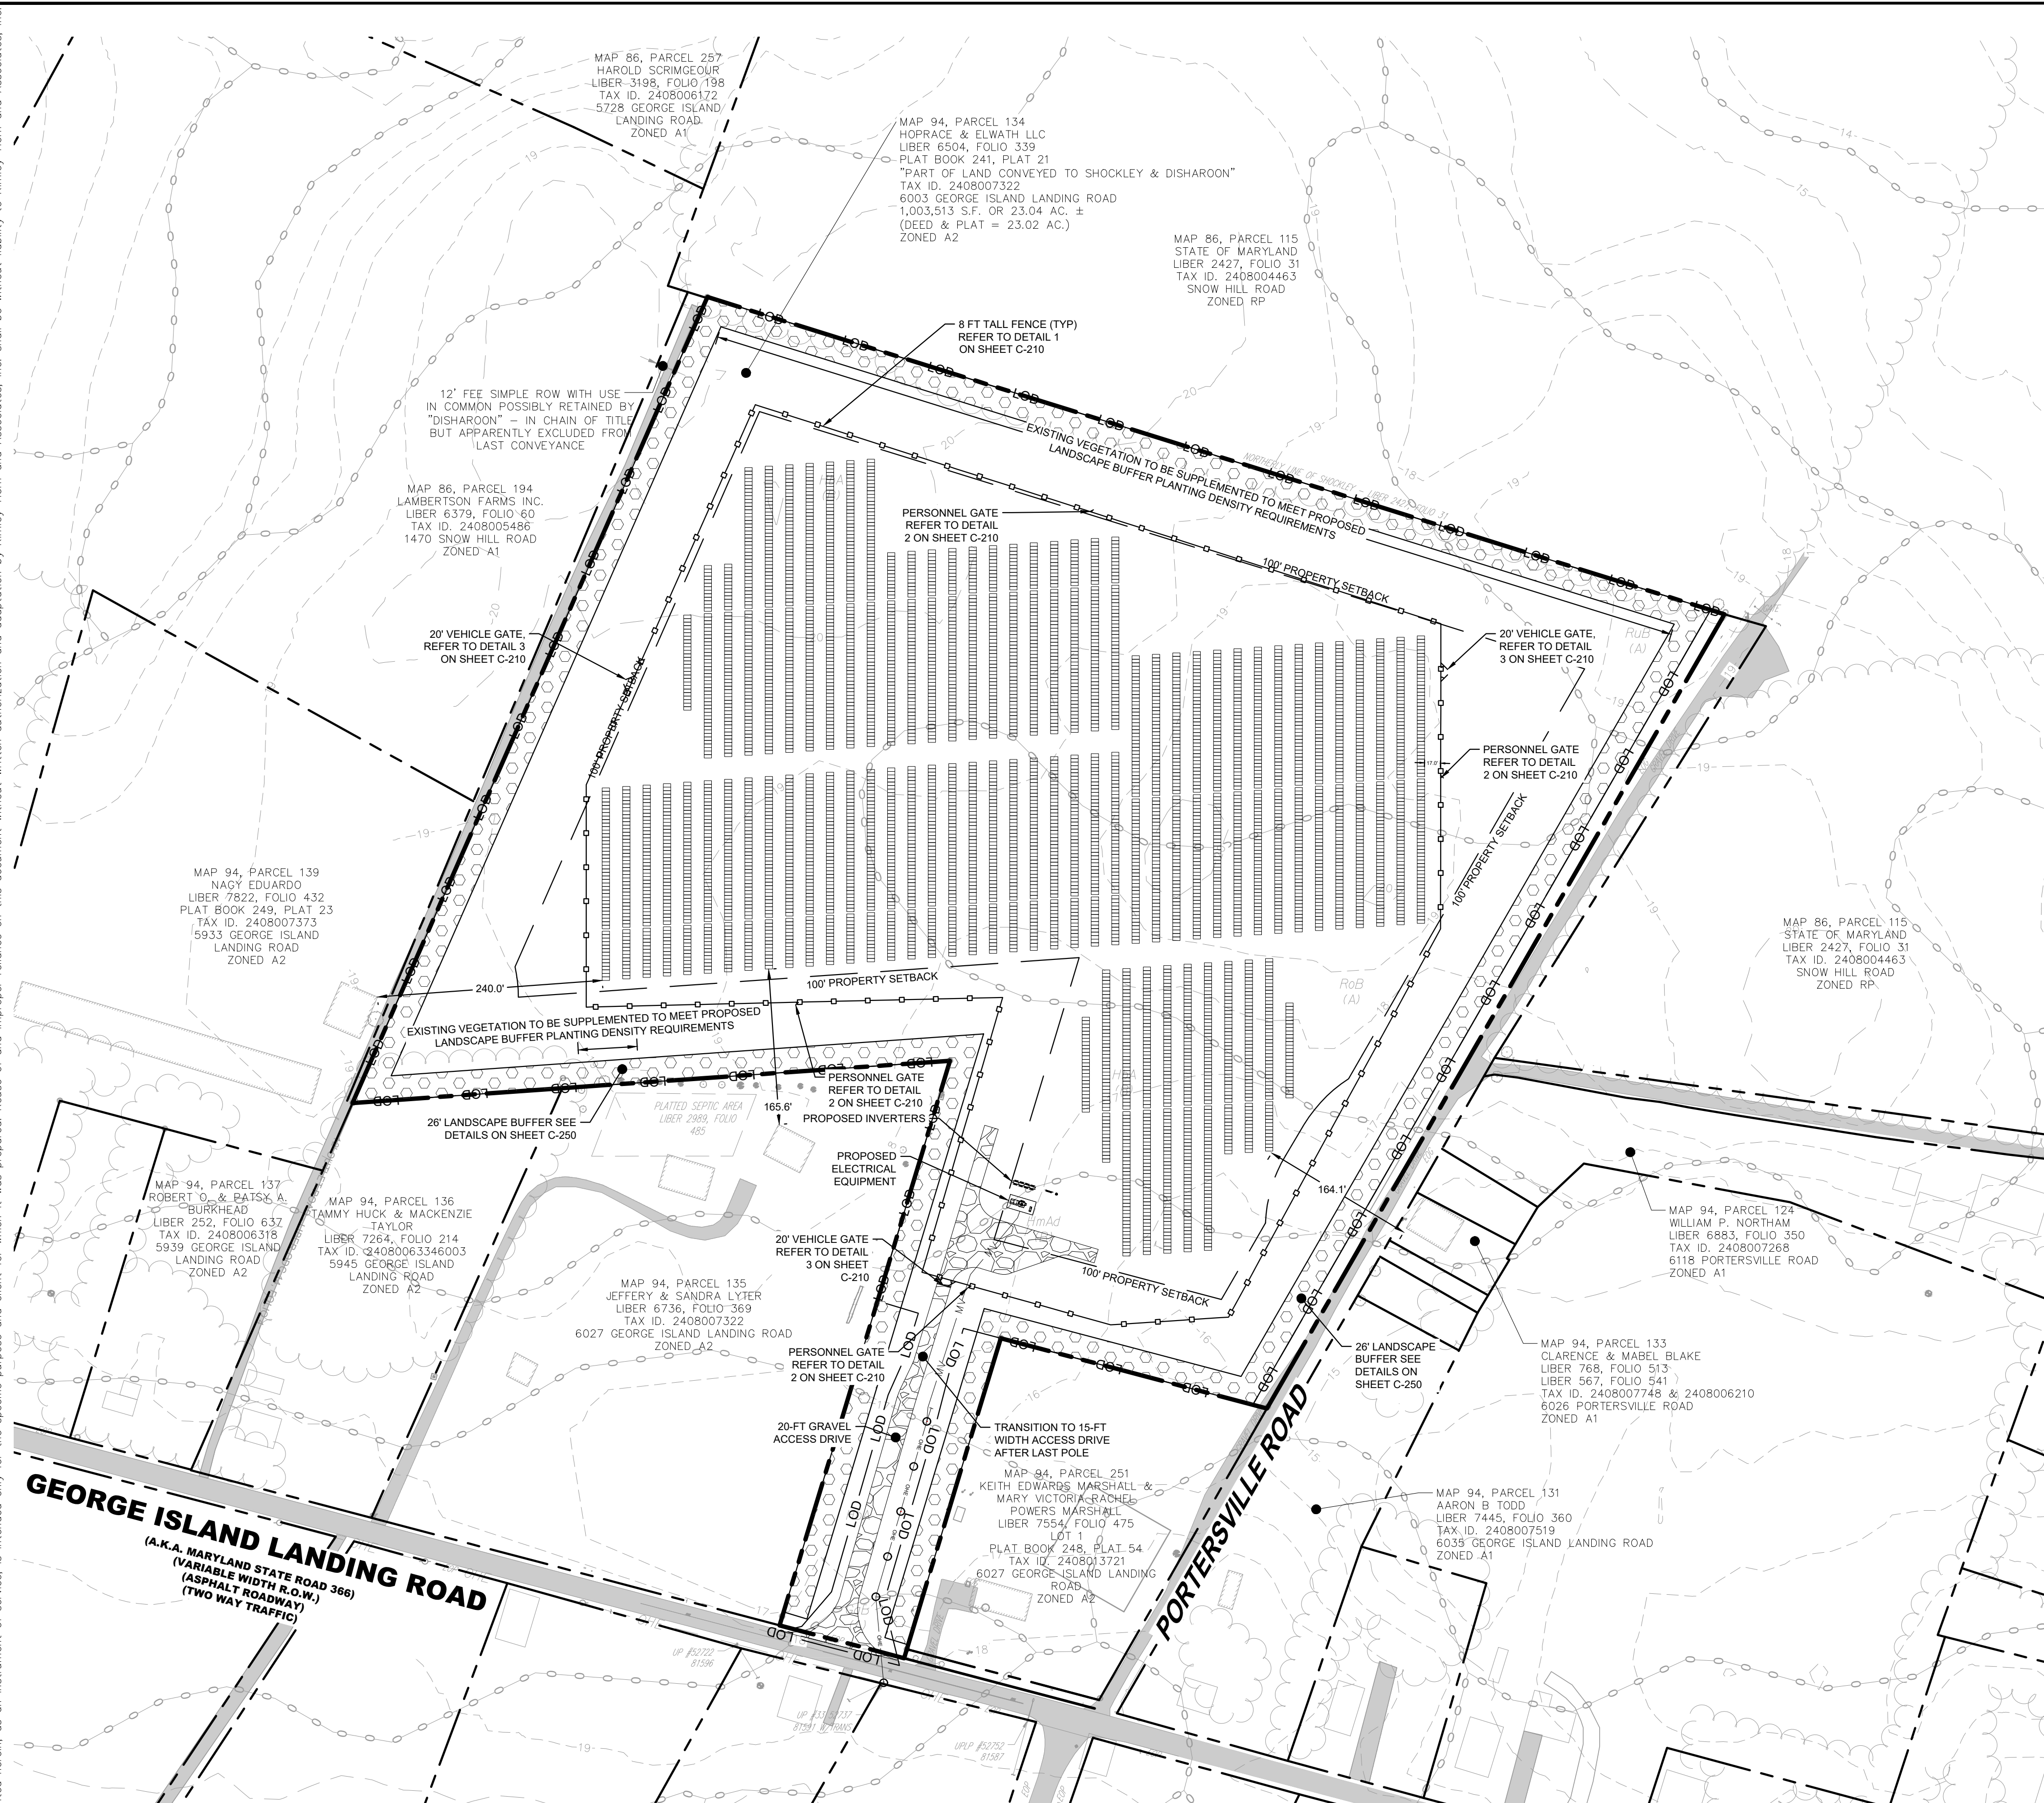 MAP 86, PARCEL 257
HAROLD SCRIMGEOUR
LIBER 3198, FOLIO 198
TAX ID. 2408006172
5728 GEORGE ISLAND
LANDING ROAD
ZONED A1
MAP 94, PARCEL 134
HOPRACE & ELWATH LLC
LIBER 6504, FOLIO 339
PLAT BOOK 241, PLAT 21
"PART OF LAND CONVEYED TO SHOCKLEY & DISHAROON"
TAX ID. 2408007322
6003 GEORGE ISLAND LANDING ROAD
1,003,513 S.F. OR 23.04 AC. ±
(DEED & PLAT = 23.02 AC.)
ZONED A2
MAP 86, PARCEL 115
STATE OF MARYLAND
LIBER 2427, FOLIO 31
TAX ID. 2408004463
SNOW HILL ROAD
ZONED RP
8 FT TALL FENCE (TYP)
REFER TO DETAIL 1
ON SHEET C-210
12' FEE SIMPLE ROW WITH USE
IN COMMON POSSIBLY RETAINED BY
"DISHAROON" – IN CHAIN OF TITLE
BUT APPARENTLY EXCLUDED FROM
LAST CONVEYANCE
EXISTING VEGETATION TO BE SUPPLEMENTED TO MEET PROPOSED
LANDSCAPE BUFFER PLANTING DENSITY REQUIREMENTS
MAP 86, PARCEL 194
LAMBERTSON FARMS INC.
LIBER 6379, FOLIO 60
TAX ID. 2408005486
1470 SNOW HILL ROAD
ZONED A1
PERSONNEL GATE
REFER TO DETAIL
2 ON SHEET C-210
100' PROPERTY SETBACK
20' VEHICLE GATE,
REFER TO DETAIL 3
ON SHEET C-210
20' VEHICLE GATE,
REFER TO DETAIL
3 ON SHEET C-210
RuB
(A)
100' PROPERTY SETBACK
PERSONNEL GATE
REFER TO DETAIL
2 ON SHEET C-210
17.0'
100' PROPERTY SETBACK
MAP 94, PARCEL 139
NAGY EDUARDO
LIBER 7822, FOLIO 432
PLAT BOOK 249, PLAT 23
TAX ID. 2408007373
5933 GEORGE ISLAND
LANDING ROAD
ZONED A2
MAP 86, PARCEL 115
STATE OF MARYLAND
LIBER 2427, FOLIO 31
TAX ID. 2408004463
SNOW HILL ROAD
ZONED RP
240.0'
100' PROPERTY SETBACK
RoB
(A)
EXISTING VEGETATION TO BE SUPPLEMENTED TO MEET PROPOSED
LANDSCAPE BUFFER PLANTING DENSITY REQUIREMENTS
PERSONNEL GATE
REFER TO DETAIL
2 ON SHEET C-210
165.6'
PROPOSED INVERTERS
PLATTED SEPTIC AREA
LIBER 2989, FOLIO
485
26' LANDSCAPE BUFFER SEE
DETAILS ON SHEET C-250
PROPOSED
ELECTRICAL
EQUIPMENT
HmAd
164.1'
MAP 94, PARCEL 137
ROBERT O. & PATSY A.
BURKHEAD
LIBER 252, FOLIO 637
TAX ID. 2408006318
5939 GEORGE ISLAND
LANDING ROAD
ZONED A2
MAP 94, PARCEL 136
TAMMY HUCK & MACKENZIE
TAYLOR
LIBER 7264, FOLIO 214
TAX ID. 24080063346003
5945 GEORGE ISLAND
LANDING ROAD
ZONED A2
MAP 94, PARCEL 124
WILLIAM P. NORTHAM
LIBER 6883, FOLIO 350
TAX ID. 2408007268
6118 PORTERSVILLE ROAD
ZONED A1
20' VEHICLE GATE
REFER TO DETAIL
3 ON SHEET
C-210
100' PROPERTY SETBACK
MAP 94, PARCEL 135
JEFFERY & SANDRA LYTER
LIBER 6736, FOLIO 369
TAX ID. 2408007322
6027 GEORGE ISLAND LANDING ROAD
ZONED A2
PERSONNEL GATE
REFER TO DETAIL
2 ON SHEET C-210
26' LANDSCAPE
BUFFER SEE
DETAILS ON
SHEET C-250
MAP 94, PARCEL 133
CLARENCE & MABEL BLAKE
LIBER 768, FOLIO 513
LIBER 567, FOLIO 541
TAX ID. 2408007748 & 2408006210
6026 PORTERSVILLE ROAD
ZONED A1
20-FT GRAVEL
ACCESS DRIVE
TRANSITION TO 15-FT
WIDTH ACCESS DRIVE
AFTER LAST POLE
MAP 94, PARCEL 251
KEITH EDWARDS MARSHALL &
MARY VICTORIA RACHEL
POWERS MARSHALL
LIBER 7554, FOLIO 475
LOT 1
PLAT BOOK 248, PLAT 54
TAX ID. 2408013721
6027 GEORGE ISLAND LANDING
ROAD
ZONED A2
PORTERSVILLE ROAD
MAP 94, PARCEL 131
AARON B TODD
LIBER 7445, FOLIO 360
TAX ID. 2408007519
6035 GEORGE ISLAND LANDING ROAD
ZONED A1
GEORGE ISLAND LANDING ROAD
(A.K.A. MARYLAND STATE ROAD 366)
(VARIABLE WIDTH R.O.W.)
(ASPHALT ROADWAY)
(TWO WAY TRAFFIC)
UP #52722
81596
UPLP #52752
81587